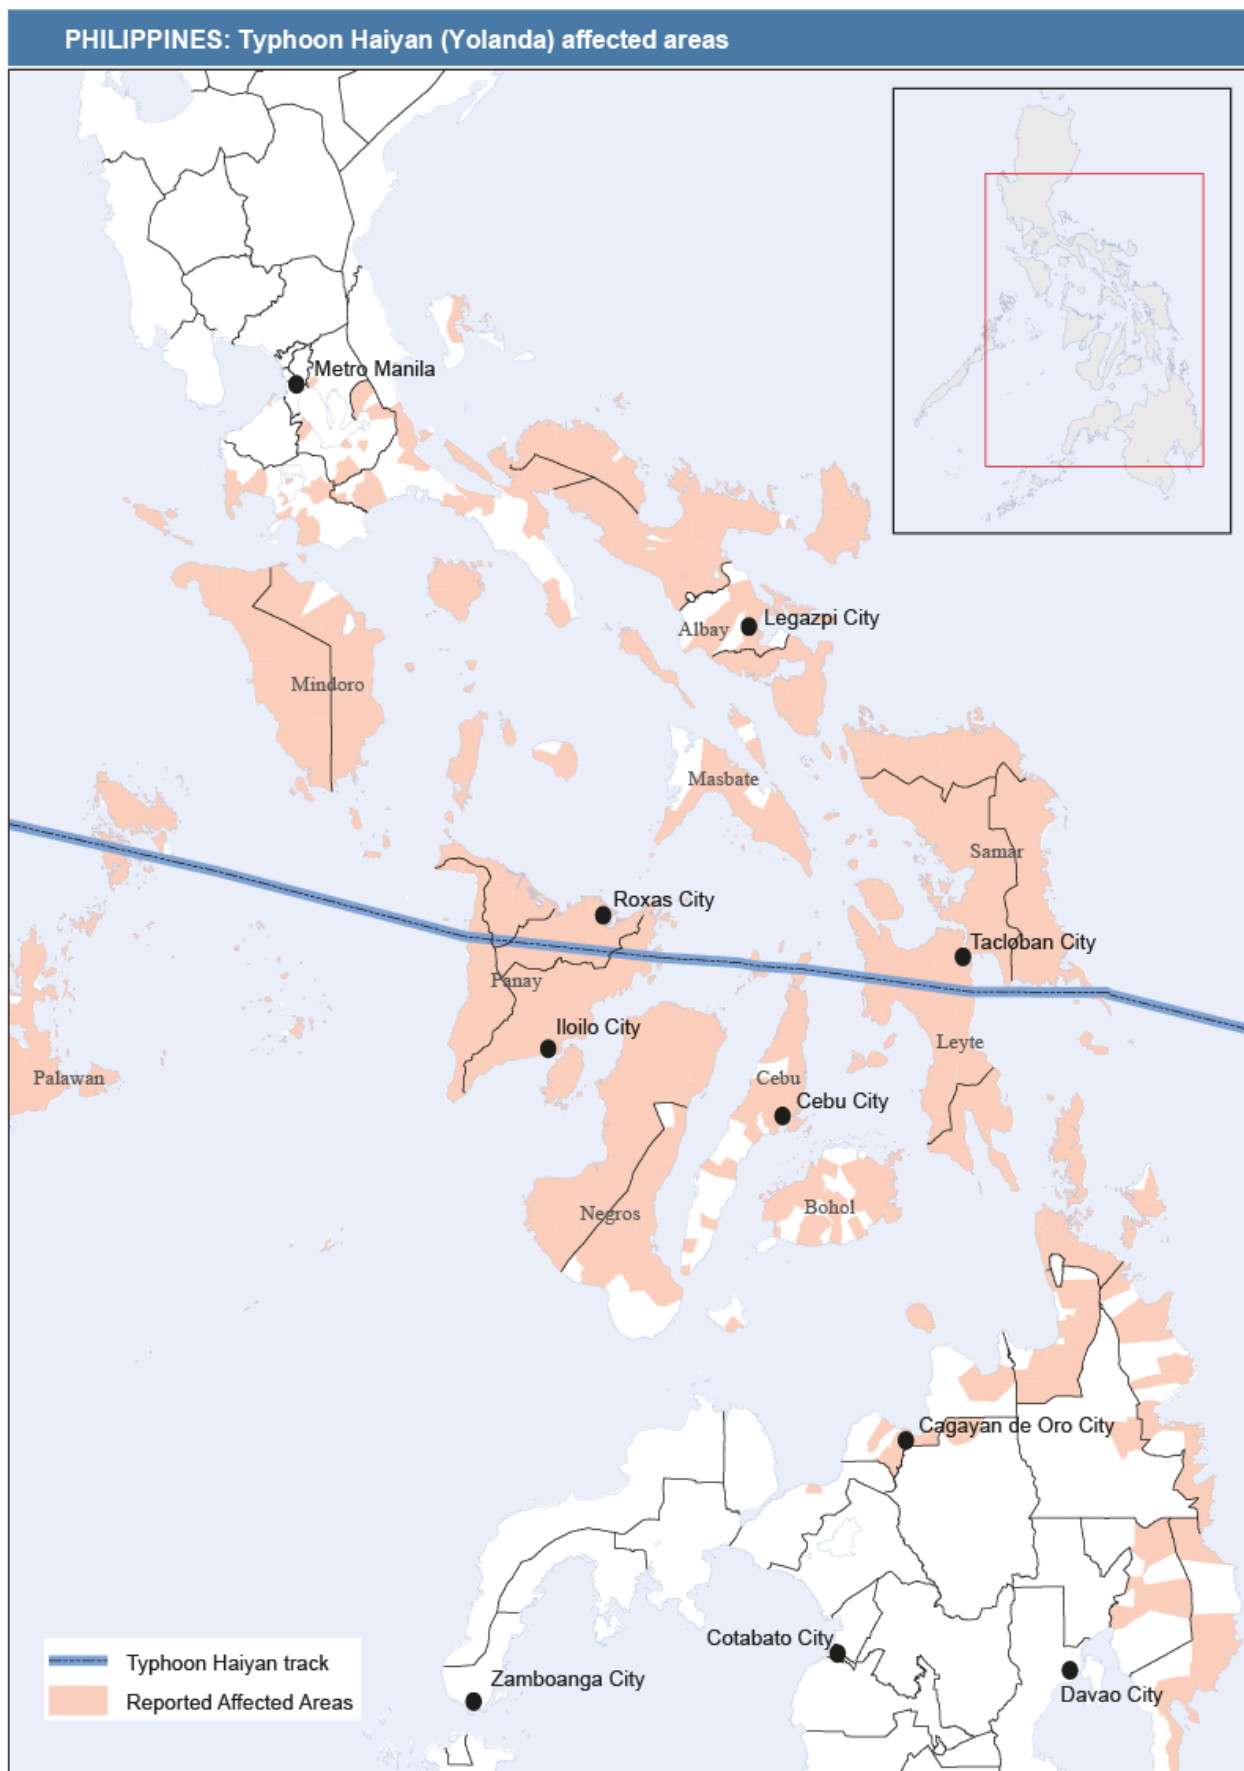 PHILIPPINES: Typhoon Haiyan (Yolanda) affected areas
Metro Manila
Legazpi City
Albay
Mindoro
Masbate
Samar
Roxas City
Tacloban City
Panay
Iloilo City
Leyte
Palawan
Cebu
Cebu City
Bohol
Negros
Cagayan de Oro City
Cotabato City
Typhoon Haiyan track
Zamboanga City
Davao City
Reported Affected Areas